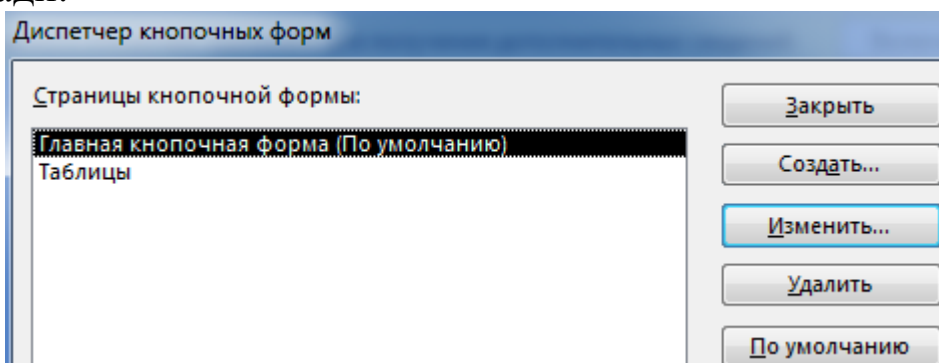 Диспетчер кнопочных форм
Страницы кнопочной формы:
Главная кнопочная форма (По умолчанию)
Таблицы
Закрыть
Создать...
Изменить...
Удалить
По умолчанию